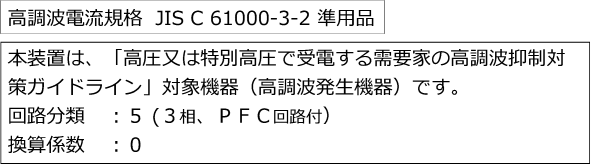 高調波電流規格 JIS C 61000-3-2 準用品
本装置は、「高圧又は特別高圧で受電する需要家の高調波抑制対
策ガイドライン」対象機器（高調波発生機器）です。
回路分類　：５(３相、ＰＦＣ回路付）
換算係数　：０